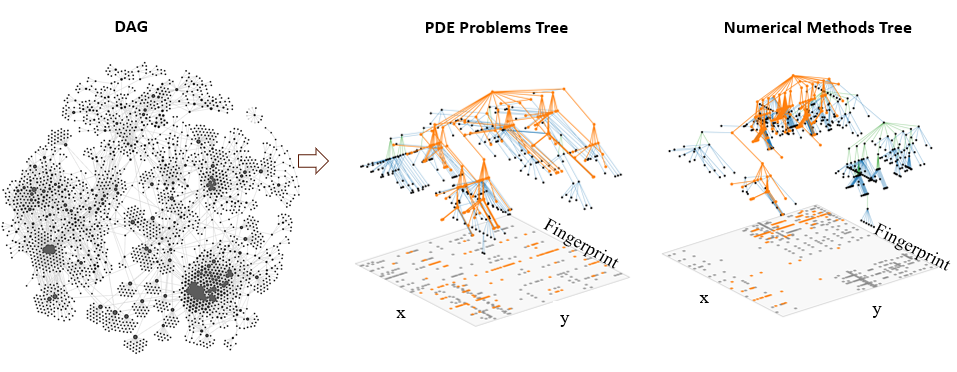 DAG
PDE Problems Tree
Numerical Methods Tree
Fingerprint
x
y
Fingerprint
x
y